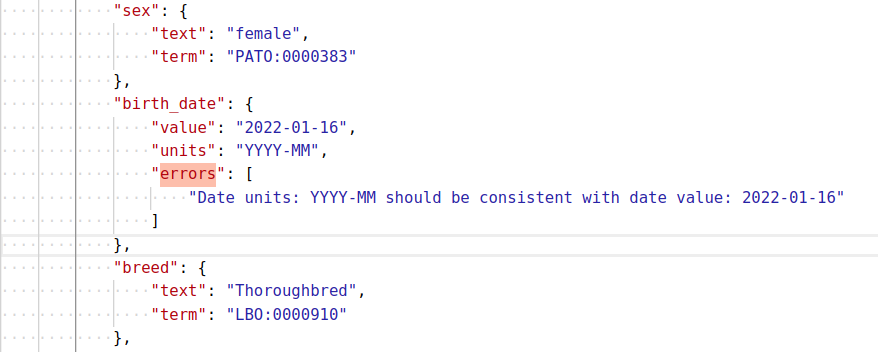 "sex": {
"text": "female",
"term": "PATO:0000383"
},
"birth_date": {
"value": "2022-01-16",
"units": "YYYY-MM",
"errors": [
"Date units: YYYY-MM should be consistent with date value: 2022-01-16"
]
},
"breed": {
"text": "Thoroughbred",
"term": "LBO:0000910"
},